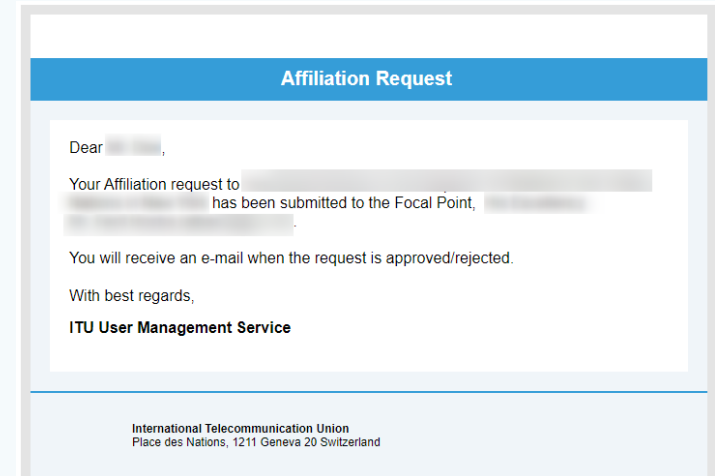 Affiliation Request
Dear ,
Your Affiliation request to
has been submitted to the Focal Point,
.
You will receive an e-mail when the request is approved/rejected.
With best regards,
ITU User Management Service
International Telecommunication Union
Place des Nations, 1211 Geneva 20 Switzerland